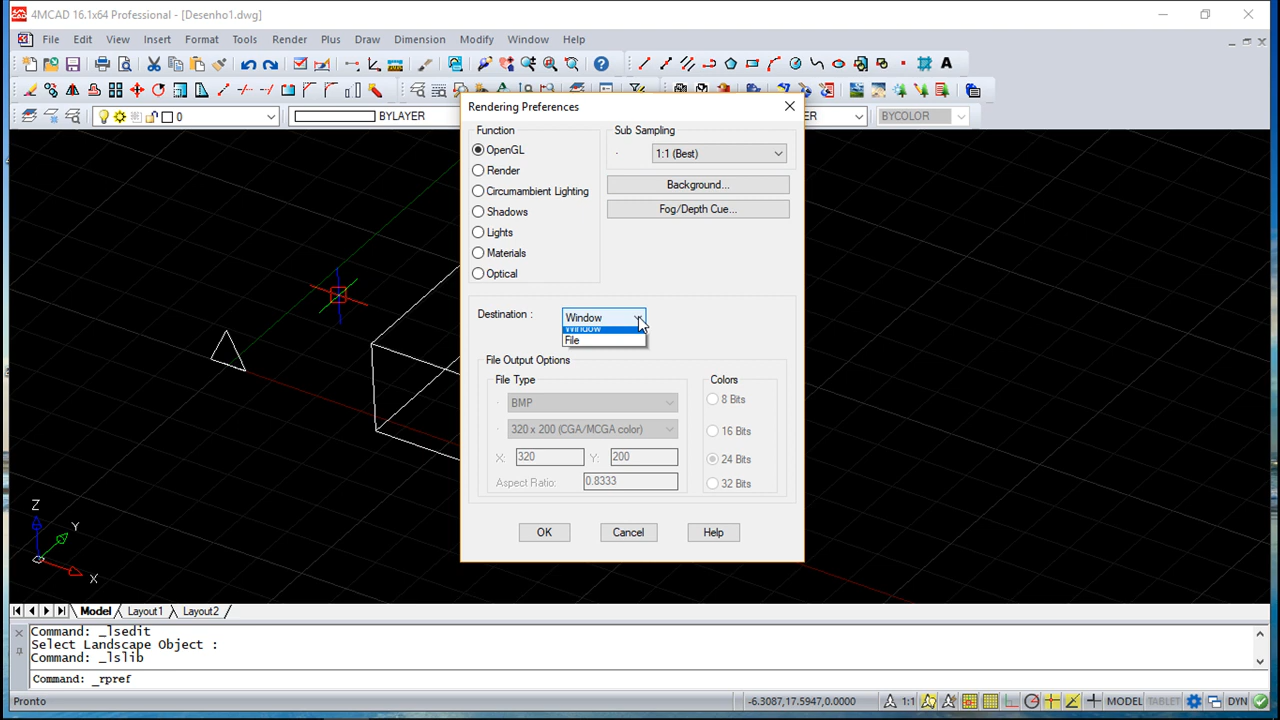 4MCAD 16.1x64 Professional - [Desenho1.dwg]
File Edit View Insert Format Tools Render Plus Draw Dimension Modify Window Help
0 BYLAYER BYCOLOR
Rendering Preferences
Function
OpenGL
Render
Circumambient Lighting
Shadows
Lights
Materials
Optical
Sub Sampling
1:1 (Best)
Background...
Fog/Depth Cue...
Destination :
Window
Window
File
File Output Options
File Type
BMP
320 x 200 (CGA/MCGA color)
X: 320 Y: 200
Aspect Ratio: 0.8333
Colors
8 Bits
16 Bits
24 Bits
32 Bits
OK Cancel Help
Z
Y
X
Model Layout1 Layout2
Command: _lsedit
Select Landscape Object :
Command: _lslib
Command: _rpref
Pronto -6.3087,17.5947,0.0000 1:1 MODEL TABLET DYN